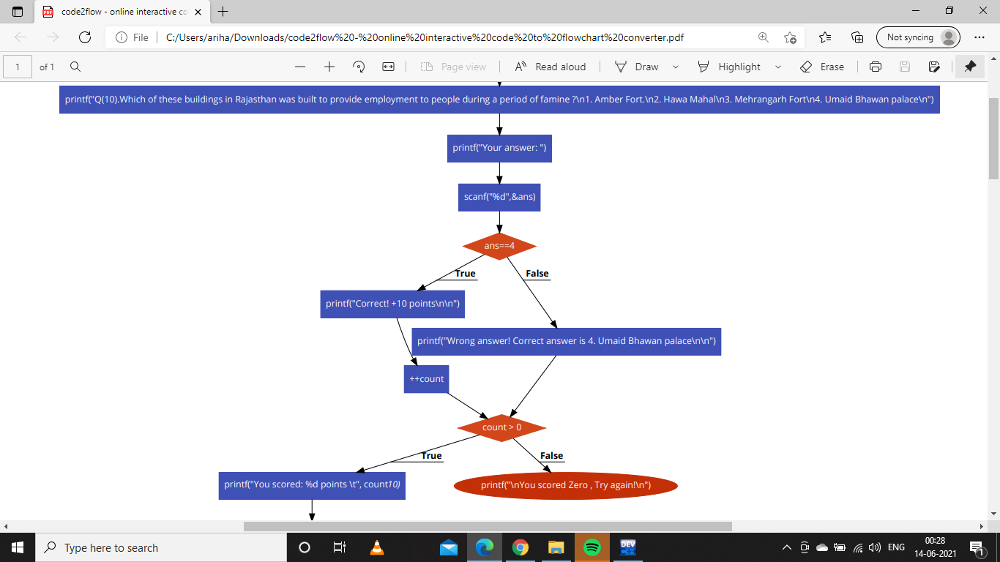 code2flow - online interactive co
File
C:/Users/ariha/Downloads/code2flow%20-%20online%20interactive%20code%20to%20flowchart%20converter.pdf
Not syncing
1 of 1
Page view
Read aloud
Draw
Highlight
Erase
printf("Q(10).Which of these buildings in Rajasthan was built to provide employment to people during a period of famine ?\n1. Amber Fort.\n2. Hawa Mahal\n3. Mehrangarh Fort\n4. Umaid Bhawan palace\n")
printf("Your answer: ")
scanf("%d",&ans)
ans==4
True
False
printf("Correct! +10 points\n\n")
printf("Wrong answer! Correct answer is 4. Umaid Bhawan palace\n\n")
++count
count > 0
True
False
printf("You scored: %d points \t", count10)
printf("\nYou scored Zero , Try again!\n")
Type here to search
DEV
ENG
00:28
14-06-2021
1